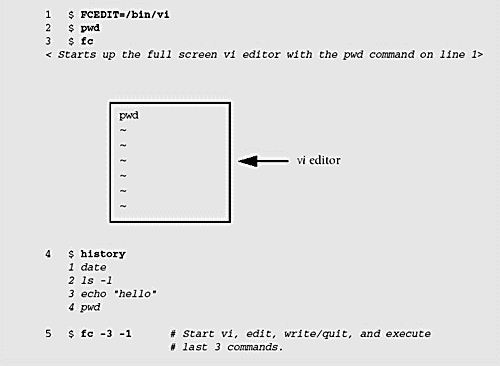 1 $ FCEDIT=/bin/vi
2 $ pwd
3 $ fc
< Starts up the full screen vi editor with the pwd command on line 1>
pwd
~
~
~
~
~
~
vi editor
4 $ history
1 date
2 ls -l
3 echo "hello"
4 pwd
5 $ fc -3 -1 # Start vi, edit, write/quit, and execute
# last 3 commands.